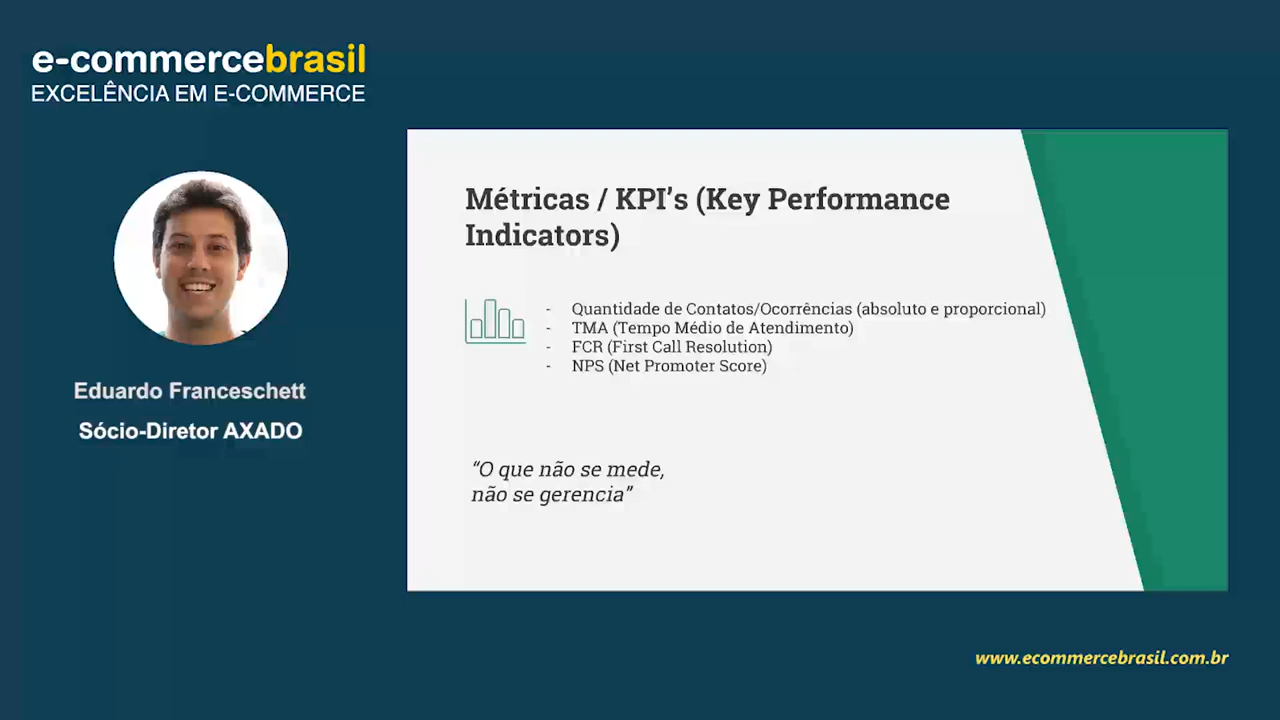 e-commercebrasil
EXCELÊNCIA EM E-COMMERCE
Eduardo Franceschett
Sócio-Diretor AXADO
Métricas / KPI’s (Key Performance
Indicators)
- Quantidade de Contatos/Ocorrências (absoluto e proporcional)
- TMA (Tempo Médio de Atendimento)
- FCR (First Call Resolution)
- NPS (Net Promoter Score)
“O que não se mede,
não se gerencia”
www.ecommercebrasil.com.br